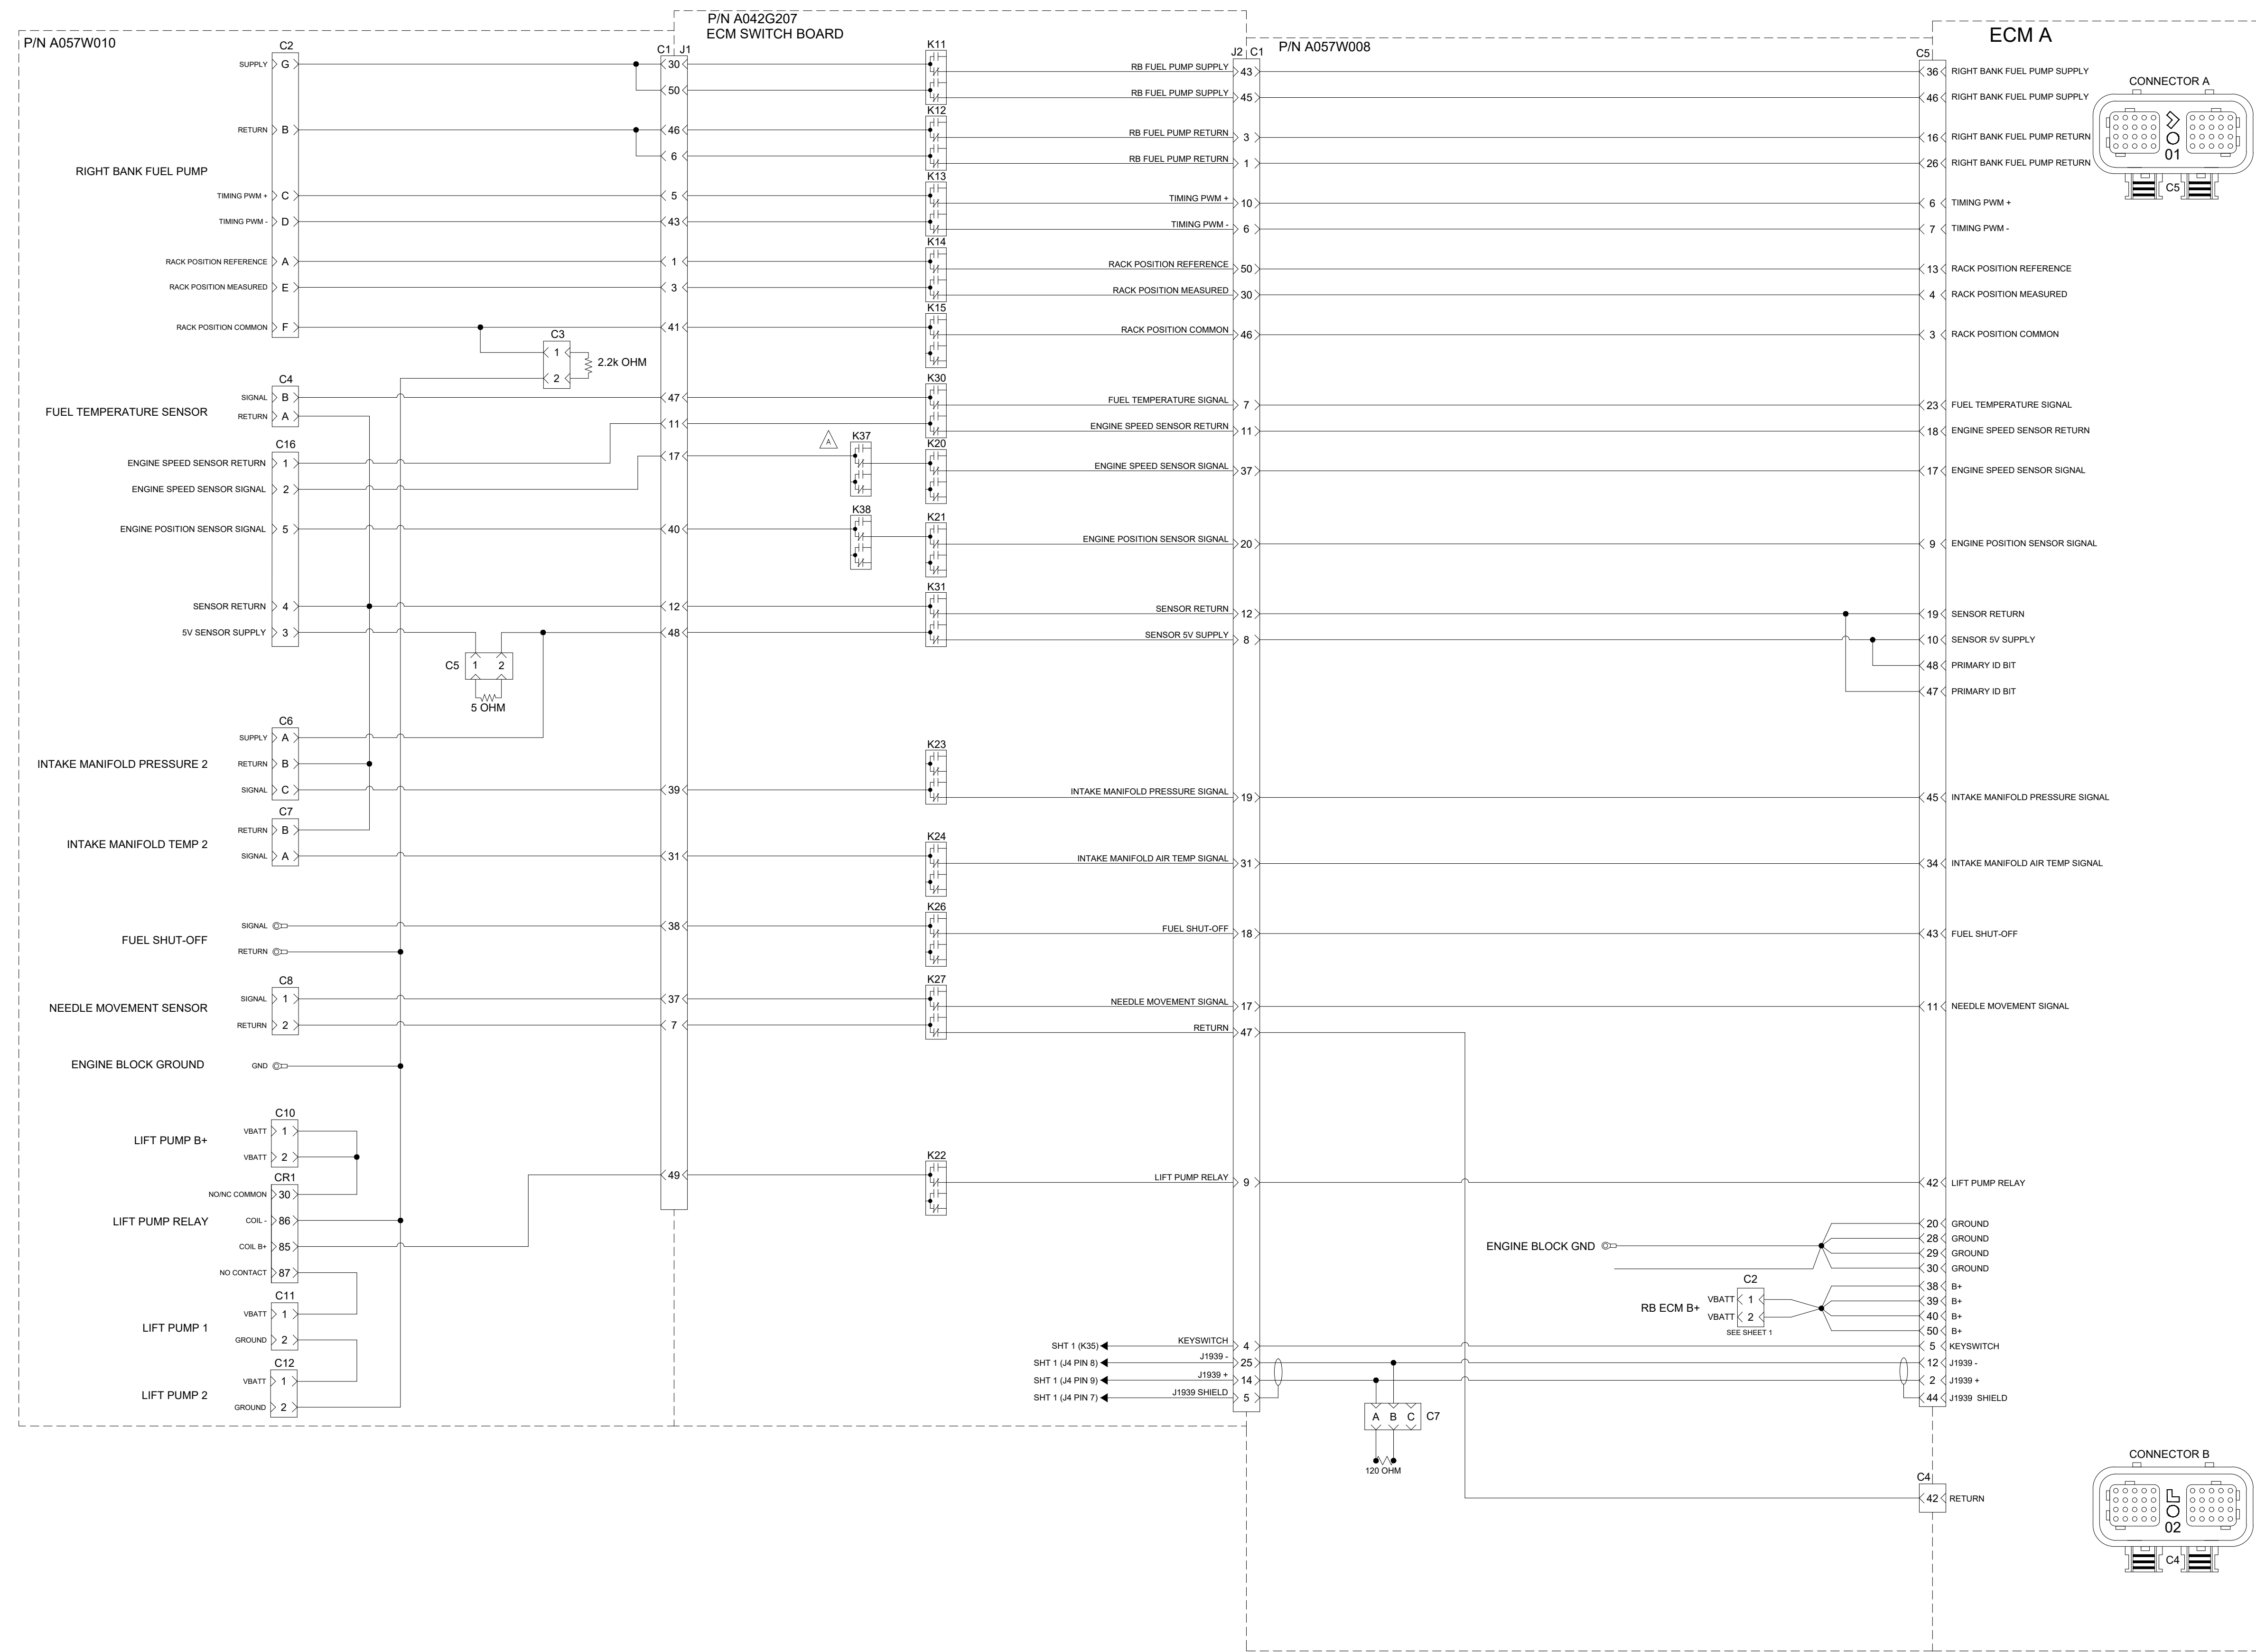 P/N A042G207
ECM SWITCH BOARD
P/N A057W010
P/N A057W008
ECM A
C1 J1
J2 C1
C5
CONNECTOR A
01
C5
C2
SUPPLY G
RETURN B
RIGHT BANK FUEL PUMP
TIMING PWM + C
TIMING PWM - D
RACK POSITION REFERENCE A
RACK POSITION MEASURED E
RACK POSITION COMMON F
C3
1
2
2.2k OHM
C4
SIGNAL B
RETURN A
FUEL TEMPERATURE SENSOR
C16
ENGINE SPEED SENSOR RETURN 1
ENGINE SPEED SENSOR SIGNAL 2
ENGINE POSITION SENSOR SIGNAL 5
SENSOR RETURN 4
5V SENSOR SUPPLY 3
C5 1 2
5 OHM
C6
SUPPLY A
INTAKE MANIFOLD PRESSURE 2 RETURN B
SIGNAL C
C7
RETURN B
INTAKE MANIFOLD TEMP 2
SIGNAL A
SIGNAL
FUEL SHUT-OFF
RETURN
C8
SIGNAL 1
NEEDLE MOVEMENT SENSOR
RETURN 2
ENGINE BLOCK GROUND GND
C10
VBATT 1
LIFT PUMP B+
VBATT 2
CR1
NO/NC COMMON 30
LIFT PUMP RELAY COIL - 86
COIL B+ 85
NO CONTACT 87
C11
VBATT 1
LIFT PUMP 1
GROUND 2
C12
VBATT 1
LIFT PUMP 2
GROUND 2
30
50
46
6
5
43
1
3
41
47
11
17
40
12
48
39
31
38
37
7
49
K11
K12
K13
K14
K15
K30
A
K37
K20
K38
K21
K31
K23
K24
K26
K27
K22
RB FUEL PUMP SUPPLY 43
RB FUEL PUMP SUPPLY 45
RB FUEL PUMP RETURN 3
RB FUEL PUMP RETURN 1
TIMING PWM + 10
TIMING PWM - 6
RACK POSITION REFERENCE 50
RACK POSITION MEASURED 30
RACK POSITION COMMON 46
FUEL TEMPERATURE SIGNAL 7
ENGINE SPEED SENSOR RETURN 11
ENGINE SPEED SENSOR SIGNAL 37
ENGINE POSITION SENSOR SIGNAL 20
SENSOR RETURN 12
SENSOR 5V SUPPLY 8
INTAKE MANIFOLD PRESSURE SIGNAL 19
INTAKE MANIFOLD AIR TEMP SIGNAL 31
FUEL SHUT-OFF 18
NEEDLE MOVEMENT SIGNAL 17
RETURN 47
LIFT PUMP RELAY 9
SHT 1 (K35) KEYSWITCH 4
SHT 1 (J4 PIN 8) J1939 - 25
SHT 1 (J4 PIN 9) J1939 + 14
SHT 1 (J4 PIN 7) J1939 SHIELD 5
A B C C7
120 OHM
ENGINE BLOCK GND
C2
VBATT 1
RB ECM B+
VBATT 2
SEE SHEET 1
36 RIGHT BANK FUEL PUMP SUPPLY
46 RIGHT BANK FUEL PUMP SUPPLY
16 RIGHT BANK FUEL PUMP RETURN
26 RIGHT BANK FUEL PUMP RETURN
6 TIMING PWM +
7 TIMING PWM -
13 RACK POSITION REFERENCE
4 RACK POSITION MEASURED
3 RACK POSITION COMMON
23 FUEL TEMPERATURE SIGNAL
18 ENGINE SPEED SENSOR RETURN
17 ENGINE SPEED SENSOR SIGNAL
9 ENGINE POSITION SENSOR SIGNAL
19 SENSOR RETURN
10 SENSOR 5V SUPPLY
48 PRIMARY ID BIT
47 PRIMARY ID BIT
45 INTAKE MANIFOLD PRESSURE SIGNAL
34 INTAKE MANIFOLD AIR TEMP SIGNAL
43 FUEL SHUT-OFF
11 NEEDLE MOVEMENT SIGNAL
42 LIFT PUMP RELAY
20 GROUND
28 GROUND
29 GROUND
30 GROUND
38 B+
39 B+
40 B+
50 B+
5 KEYSWITCH
12 J1939 -
2 J1939 +
44 J1939 SHIELD
C4
42 RETURN
CONNECTOR B
02
C4